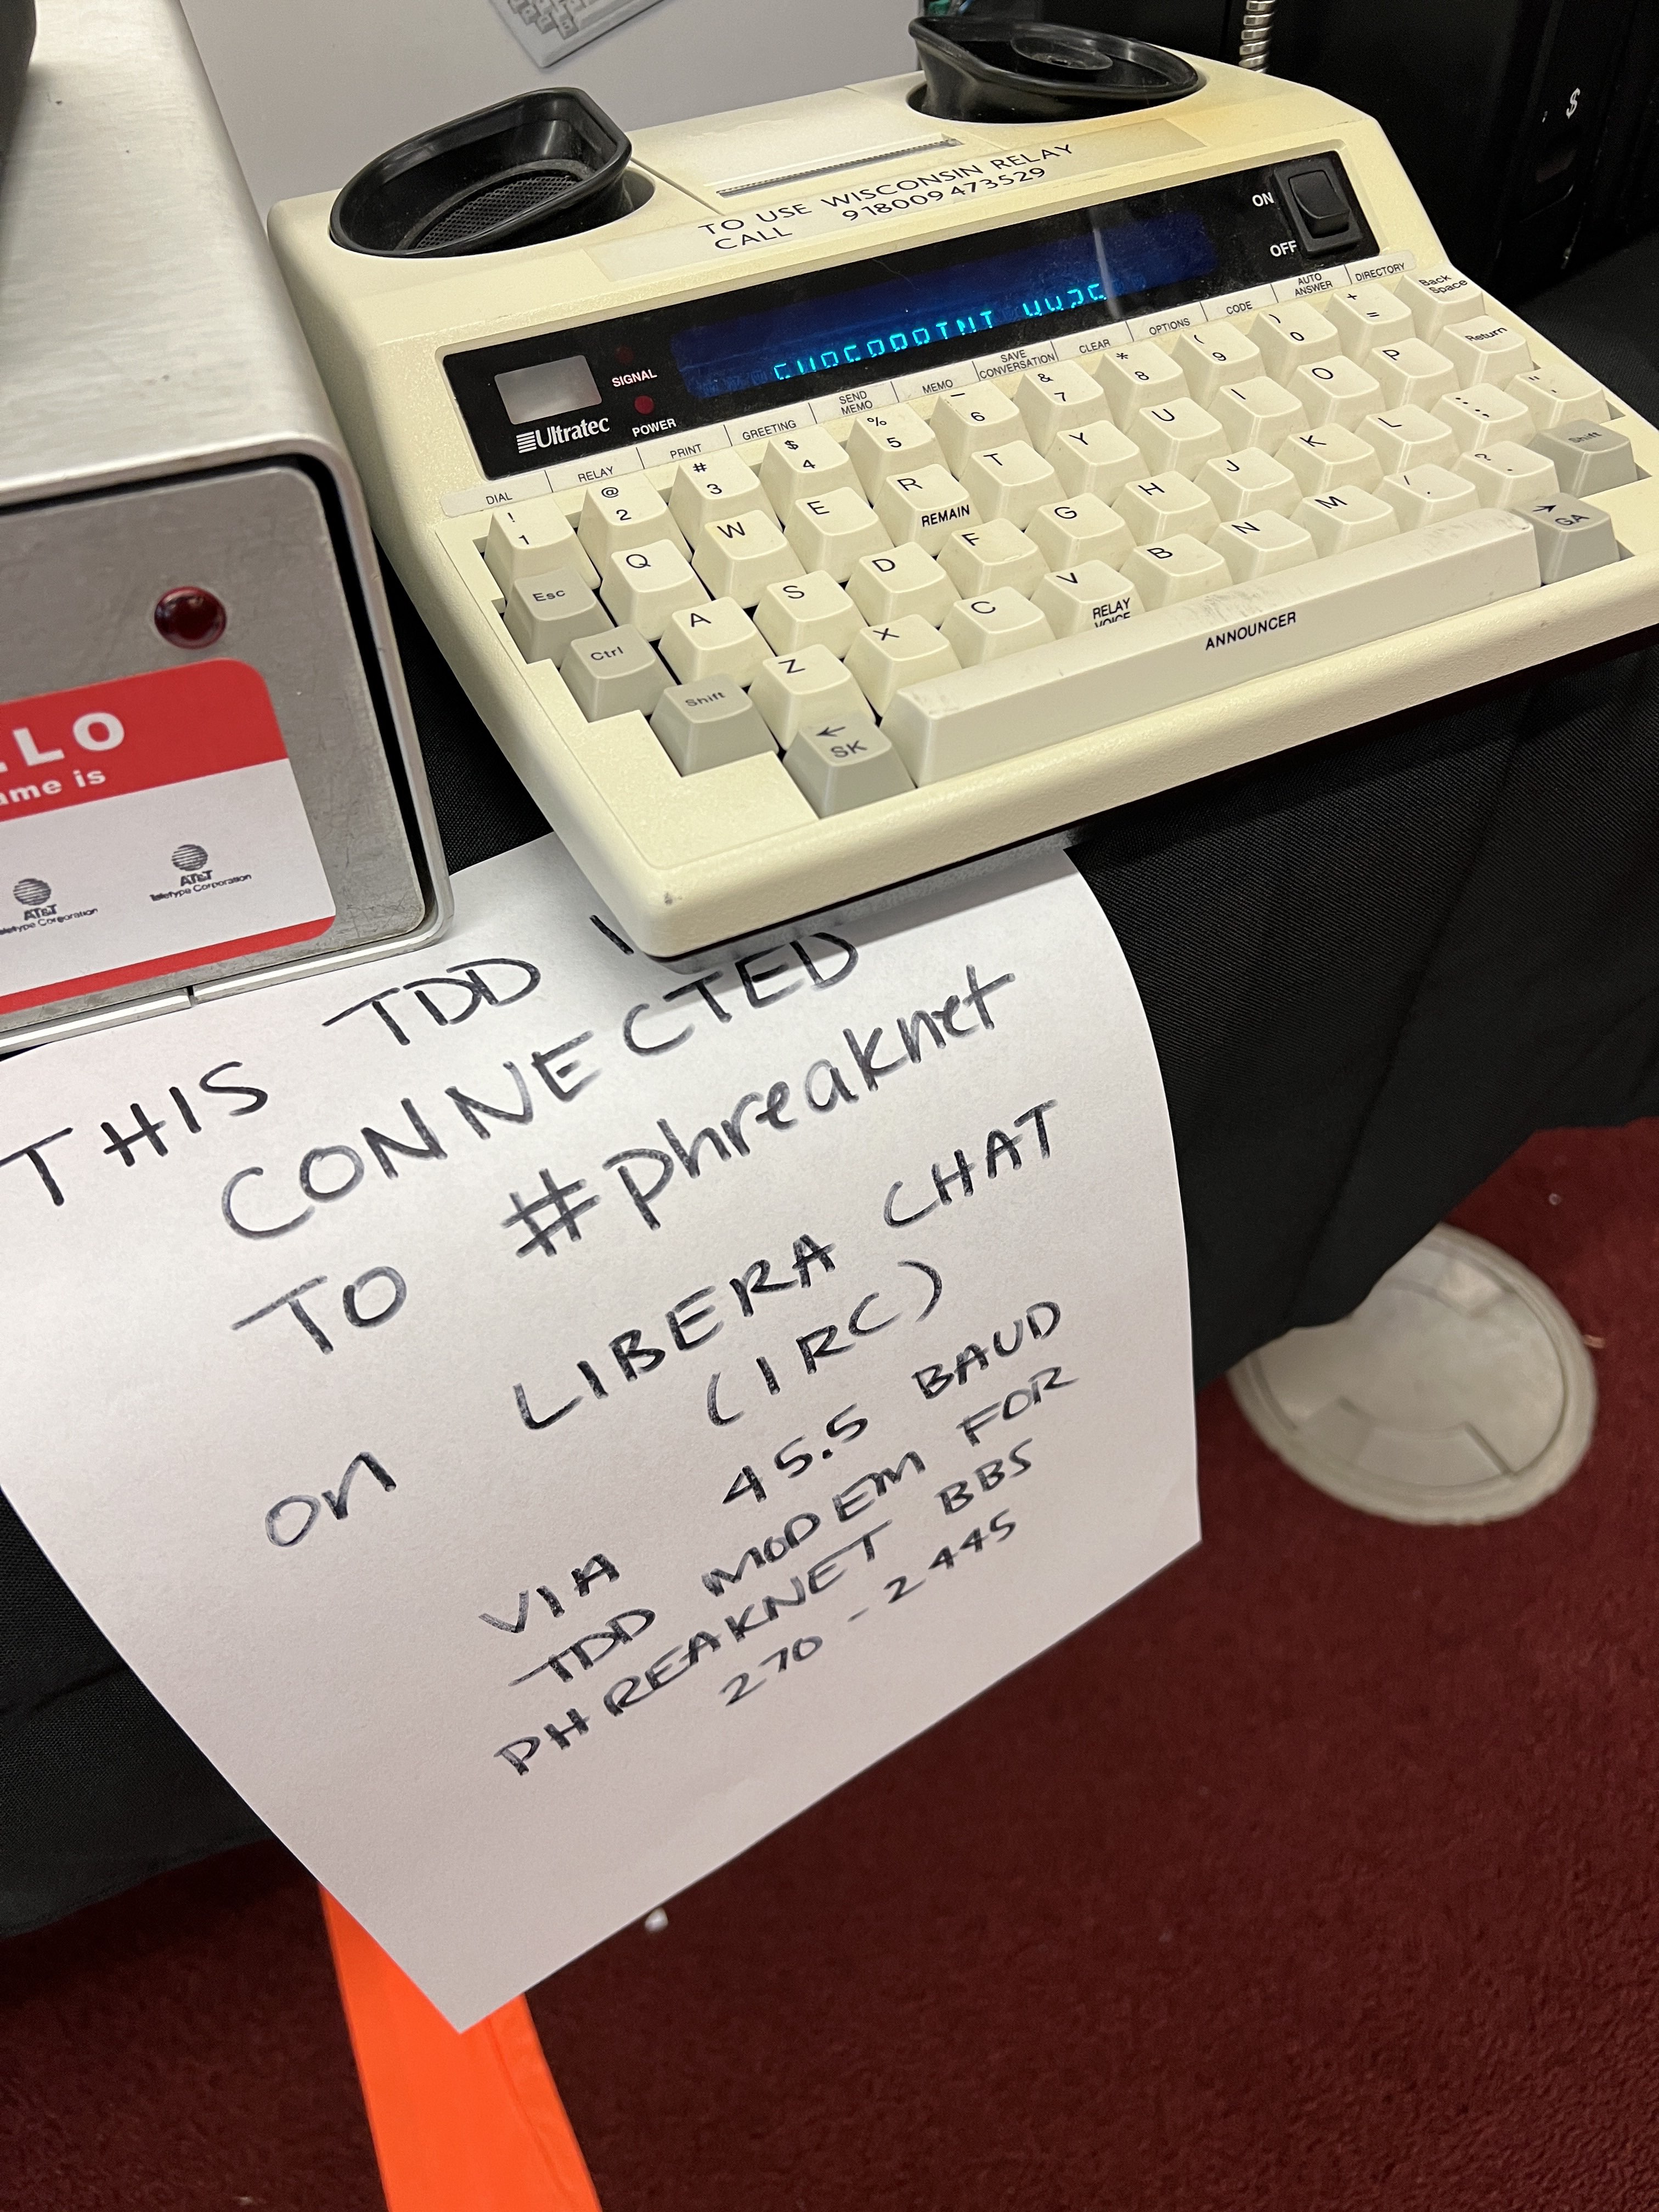 TO USE WISCONSIN RELAY
CALL 918009473529
ON
OFF
SIGNAL
POWER
Ultratec
DIAL
RELAY
PRINT
GREETING
SEND MEMO
MEMO
SAVE CONVERSATION
CLEAR
OPTIONS
CODE
AUTO ANSWER
DIRECTORY
! 1
@ 2
# 3
$ 4
% 5
— 6
& 7
* 8
( 9
) 0
+ =
Back Space
Esc
Q
W
E
R
REMAIN
T
Y
U
I
O
P
Return
Ctrl
A
S
D
F
G
H
J
K
L
: ;
" '
Shift
Z
X
C
V
RELAY VOICE
B
N
M
/ .
? .
Shift
← SK
ANNOUNCER
→ GA
LLO
ame is
AT&T
Teletype Corporation
AT&T
Teletype Corporation
THIS TDD
CONNECTED
TO #phreaknet
on LIBERA CHAT
(IRC)
VIA 45.5 BAUD
TDD MODEM FOR
PHREAKNET BBS
270-2445
$